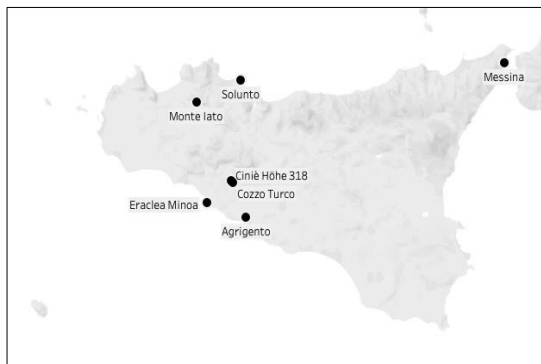 Messina
Solunto
Monte Iato
Ciniè Höhe 318
Cozzo Turco
Eraclea Minoa
Agrigento